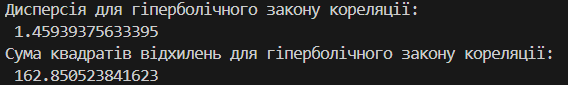 Дисперсія для гіперболічного закону кореляції:
1.45939375633395
Сума квадратів відхилень для гіперболічного закону кореляції:
162.850523841623